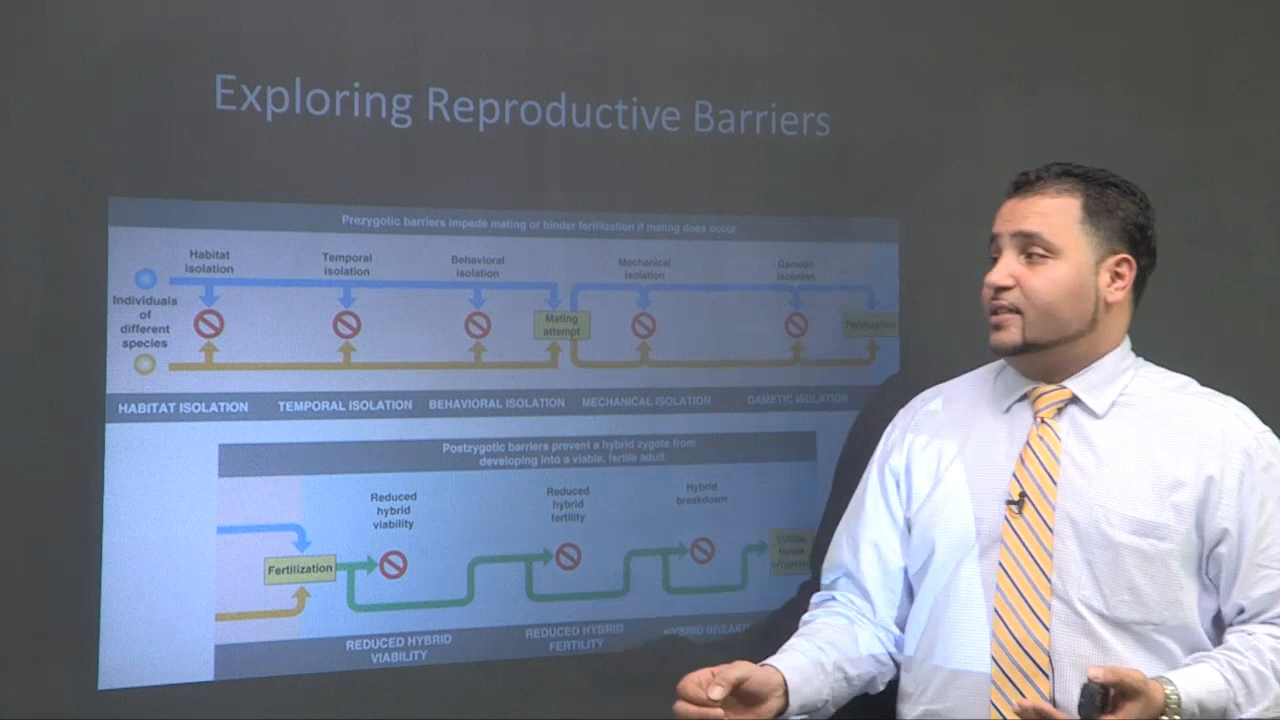 Exploring Reproductive Barriers
Prezygotic barriers impede mating or hinder fertilization if mating does occur
Habitat
isolation
Temporal
isolation
Behavioral
isolation
Mechanical
isolation
Gametic
isolation
Individuals
of
different
species
Mating
attempt
Fertilization
HABITAT ISOLATION
TEMPORAL ISOLATION
BEHAVIORAL ISOLATION
MECHANICAL ISOLATION
GAMETIC ISOLATION
Postzygotic barriers prevent a hybrid zygote from
developing into a viable, fertile adult
Reduced
hybrid
viability
Reduced
hybrid
fertility
Hybrid
breakdown
Fertilization
REDUCED HYBRID
VIABILITY
REDUCED HYBRID
FERTILITY
HYBRID